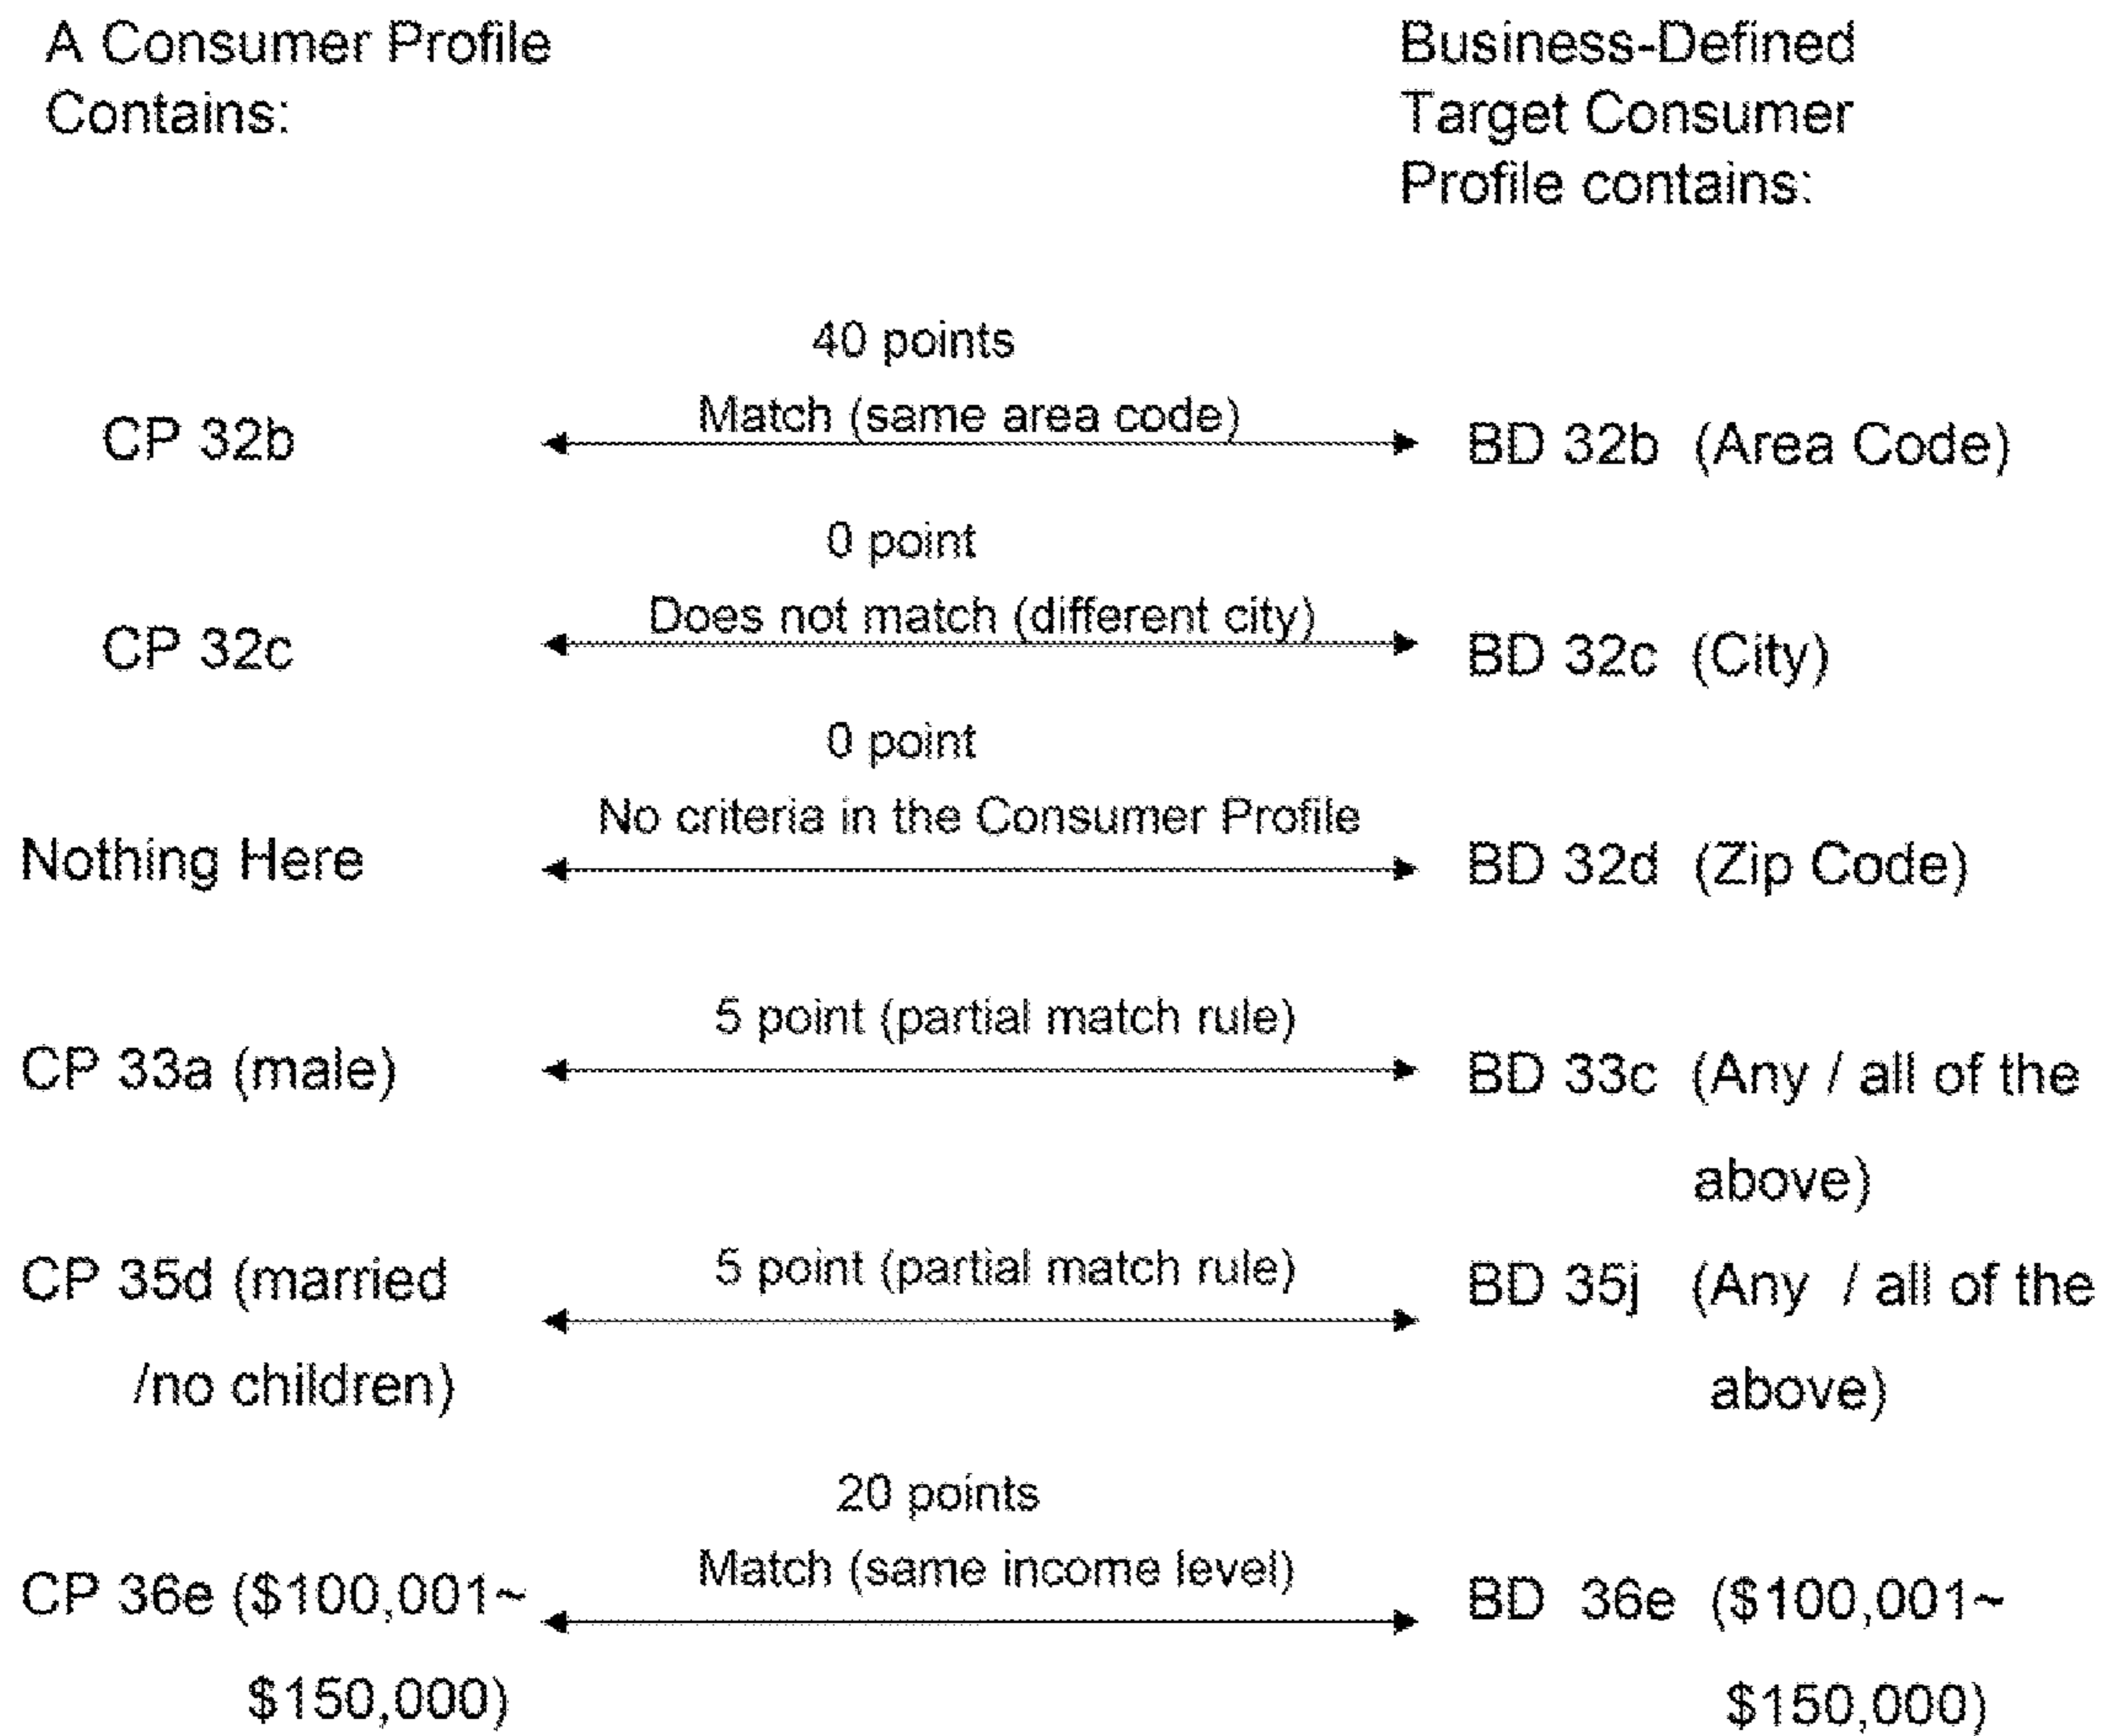 A Consumer Profile
Contains:
Business-Defined
Target Consumer
Profile contains:
40 points
CP 32b
Match (same area code)
BD 32b (Area Code)
0 point
CP 32c
Does not match (different city)
BD 32c (City)
0 point
Nothing Here
No criteria in the Consumer Profile
BD 32d (Zip Code)
CP 33a (male)
5 point (partial match rule)
BD 33c (Any / all of the
above)
CP 35d (married
/no children)
5 point (partial match rule)
BD 35j (Any / all of the
above)
20 points
CP 36e ($100,001~
$150,000)
Match (same income level)
BD 36e ($100,001~
$150,000)